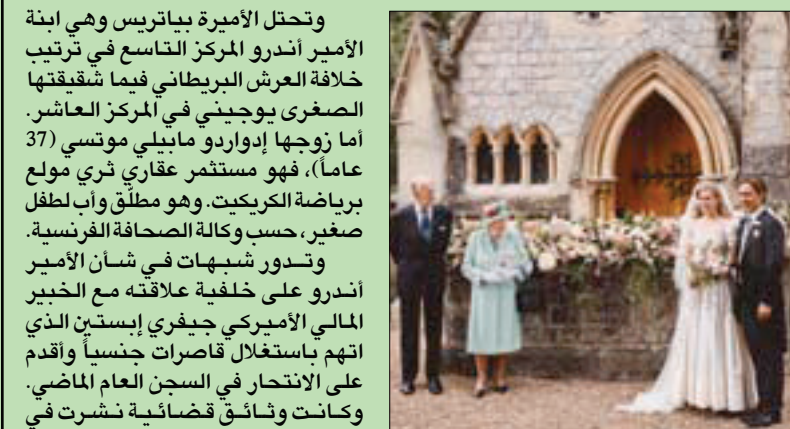 وتحتل الأميرة بياتريس وهي ابنة
الأمير أندرو المركز التاسع في ترتيب
خلافة العرش البريطاني فيما شقيقتها
الصغرى يوجيني في المركز العاشر.
أما زوجها إدواردو مابيلي موتسي (37
عاماً)، فهو مستثمر عقاري ثري مولع
برياضة الكريكيت. وهو مطلّق وأب لطفل
صغير، حسب وكالة الصحافة الفرنسية.
وتدور شبهات في شأن الأمير
أندرو على خلفية علاقته مع الخبير
المالي الأميركي جيفري إبستين الذي
اتهم باستغلال قاصرات جنسياً وأقدم
على الانتحار في السجن العام الماضي.
وكانت وثائق قضائية نشرت في